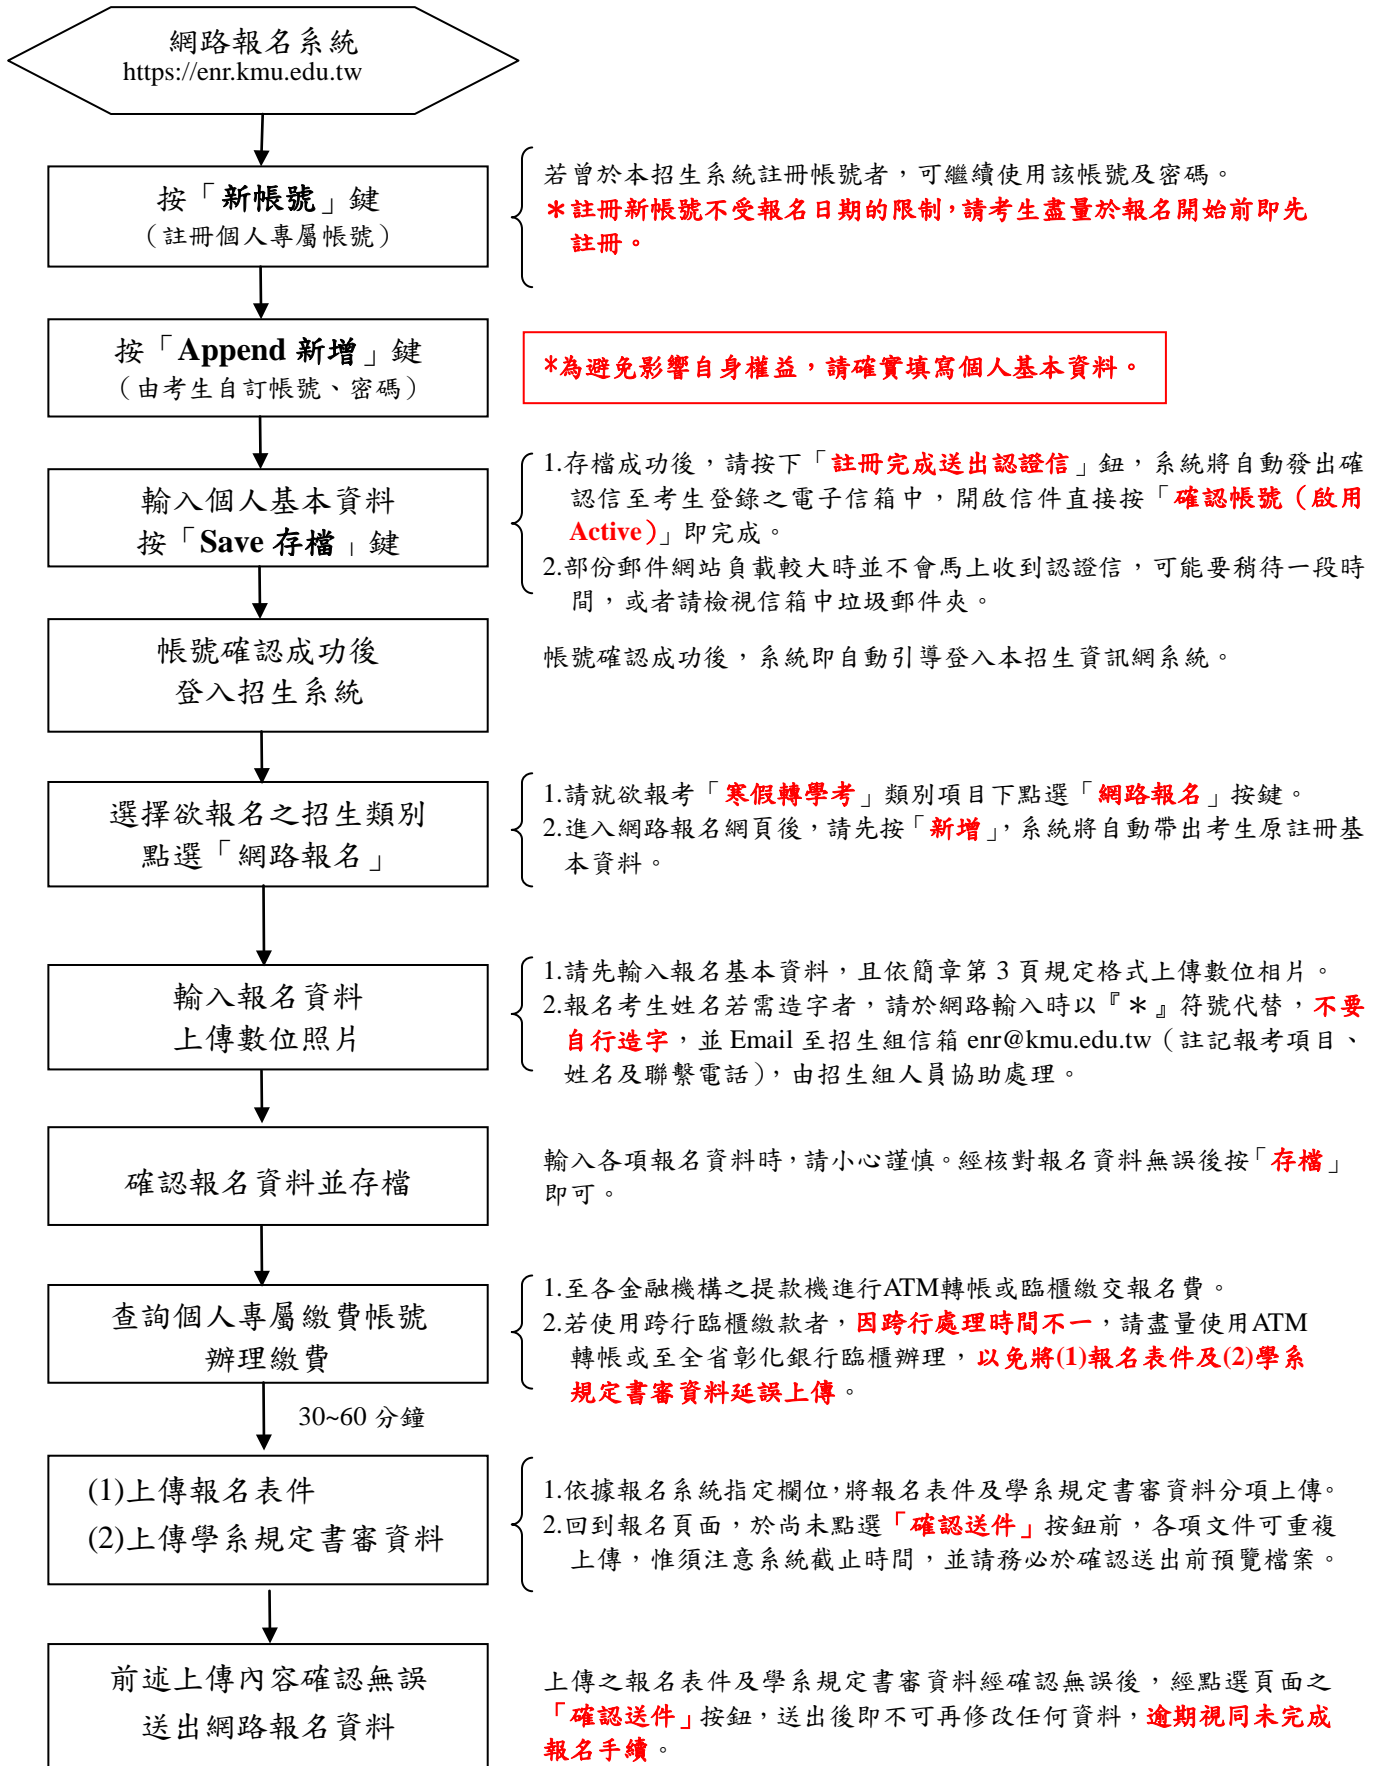 網路報名系統
https://enr.kmu.edu.tw
按「新帳號」鍵
（註冊個人專屬帳號）
若曾於本招生系統註冊帳號者，可繼續使用該帳號及密碼。
＊註冊新帳號不受報名日期的限制，請考生盡量於報名開始前即先
註冊。
按「Append 新增」鍵
（由考生自訂帳號、密碼）
*為避免影響自身權益，請確實填寫個人基本資料。
輸入個人基本資料
按「Save 存檔」鍵
1.存檔成功後，請按下「註冊完成送出認證信」鈕，系統將自動發出確
認信至考生登錄之電子信箱中，開啟信件直接按「確認帳號（啟用
Active）」即完成。
2.部份郵件網站負載較大時並不會馬上收到認證信，可能要稍待一段時
間，或者請檢視信箱中垃圾郵件夾。
帳號確認成功後
登入招生系統
帳號確認成功後，系統即自動引導登入本招生資訊網系統。
選擇欲報名之招生類別
點選「網路報名」
1.請就欲報考「寒假轉學考」類別項目下點選「網路報名」按鍵。
2.進入網路報名網頁後，請先按「新增」，系統將自動帶出考生原註冊基
本資料。
輸入報名資料
上傳數位照片
1.請先輸入報名基本資料，且依簡章第 3 頁規定格式上傳數位相片。
2.報名考生姓名若需造字者，請於網路輸入時以『＊』符號代替，不要
自行造字，並 Email 至招生組信箱 enr@kmu.edu.tw（註記報考項目、
姓名及聯繫電話），由招生組人員協助處理。
確認報名資料並存檔
輸入各項報名資料時，請小心謹慎。經核對報名資料無誤後按「存檔」
即可。
查詢個人專屬繳費帳號
辦理繳費
1.至各金融機構之提款機進行ATM轉帳或臨櫃繳交報名費。
2.若使用跨行臨櫃繳款者，因跨行處理時間不一，請盡量使用ATM
轉帳或至全省彰化銀行臨櫃辦理，以免將(1)報名表件及(2)學系
規定書審資料延誤上傳。
30~60 分鐘
(1)上傳報名表件
(2)上傳學系規定書審資料
1.依據報名系統指定欄位，將報名表件及學系規定書審資料分項上傳。
2.回到報名頁面，於尚未點選「確認送件」按鈕前，各項文件可重複
上傳，惟須注意系統截止時間，並請務必於確認送出前預覽檔案。
前述上傳內容確認無誤
送出網路報名資料
上傳之報名表件及學系規定書審資料經確認無誤後，經點選頁面之
「確認送件」按鈕，送出後即不可再修改任何資料，逾期視同未完成
報名手續。